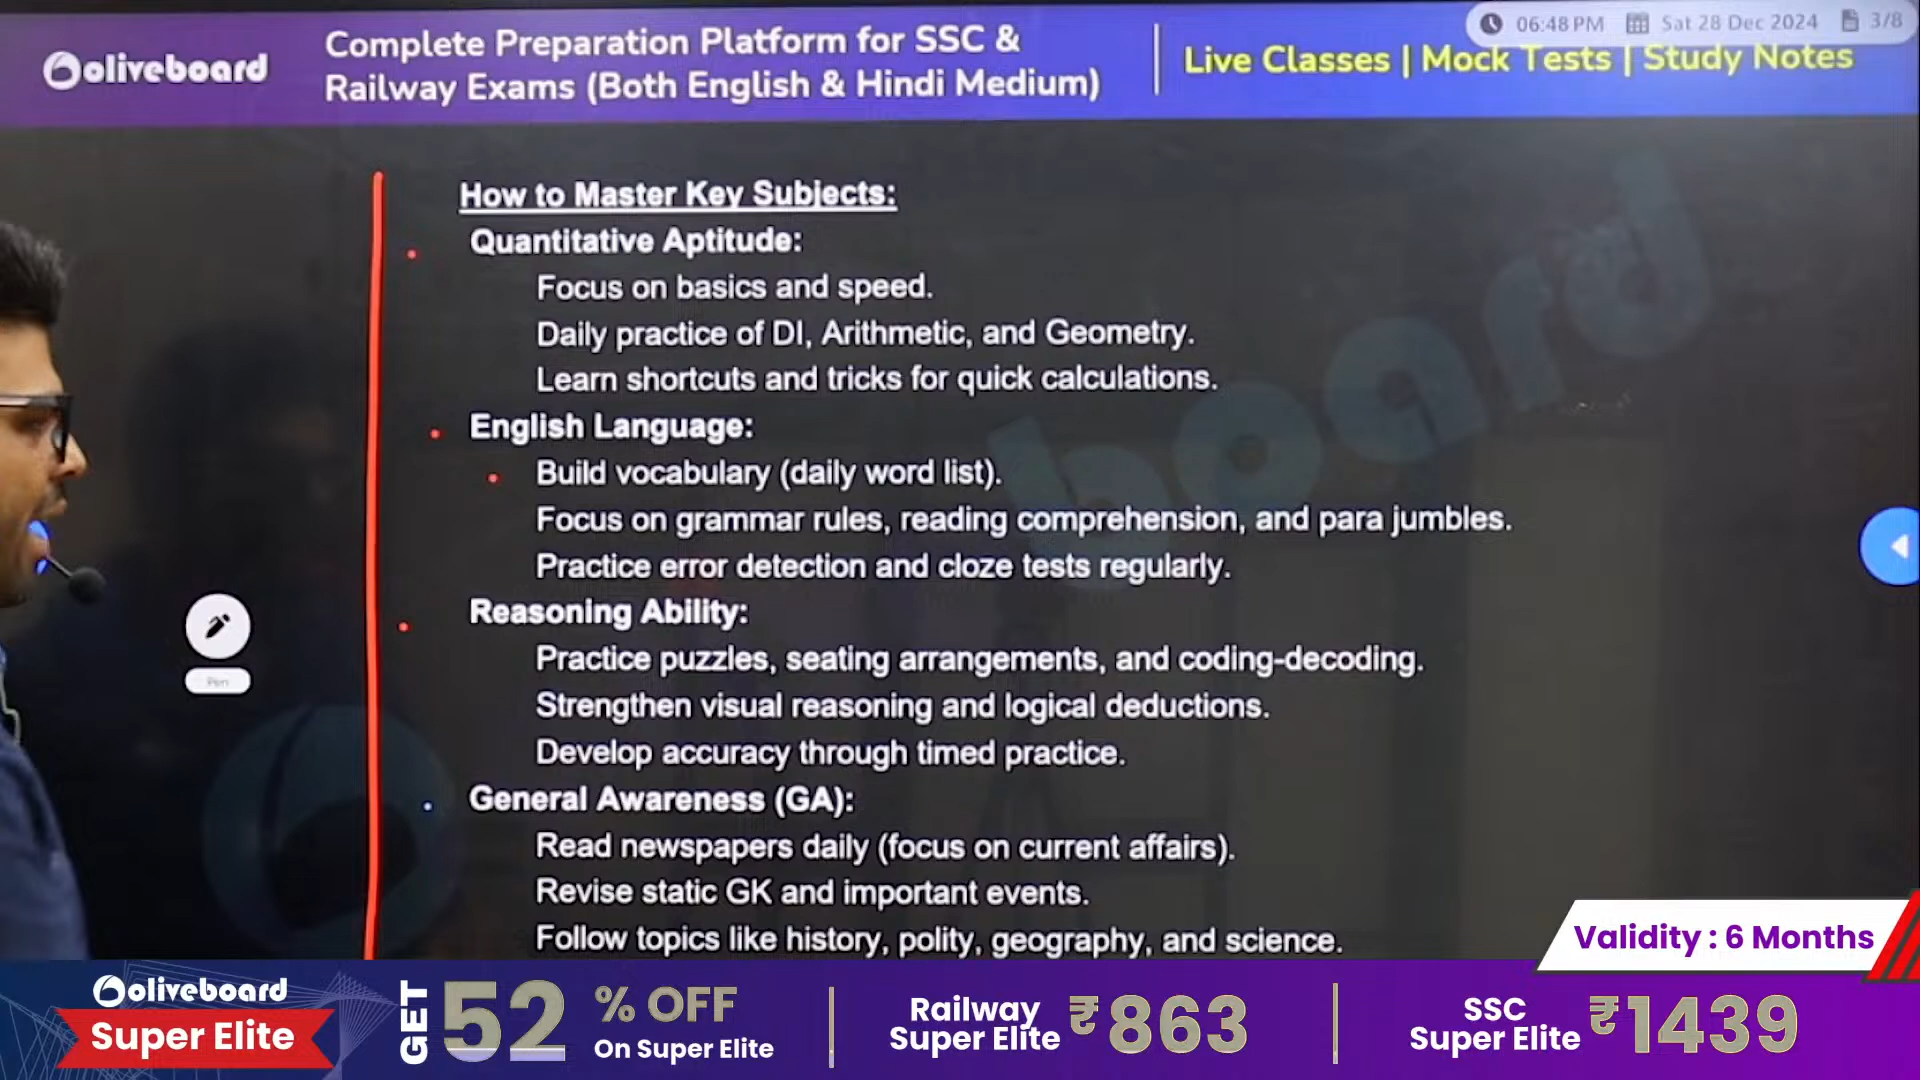 oliveboard
Complete Preparation Platform for SSC &
Railway Exams (Both English & Hindi Medium)
Live Classes | Mock Tests | Study Notes
06:48 PM Sat 28 Dec 2024 3/8
How to Master Key Subjects:
Quantitative Aptitude:
Focus on basics and speed.
Daily practice of DI, Arithmetic, and Geometry.
Learn shortcuts and tricks for quick calculations.
English Language:
Build vocabulary (daily word list).
Focus on grammar rules, reading comprehension, and para jumbles.
Practice error detection and cloze tests regularly.
Reasoning Ability:
Practice puzzles, seating arrangements, and coding-decoding.
Strengthen visual reasoning and logical deductions.
Develop accuracy through timed practice.
General Awareness (GA):
Read newspapers daily (focus on current affairs).
Revise static GK and important events.
Follow topics like history, polity, geography, and science.
Pen
board
Validity : 6 Months
oliveboard
Super Elite
GET 52 % OFF
On Super Elite
Railway
Super Elite ₹863
SSC
Super Elite ₹1439